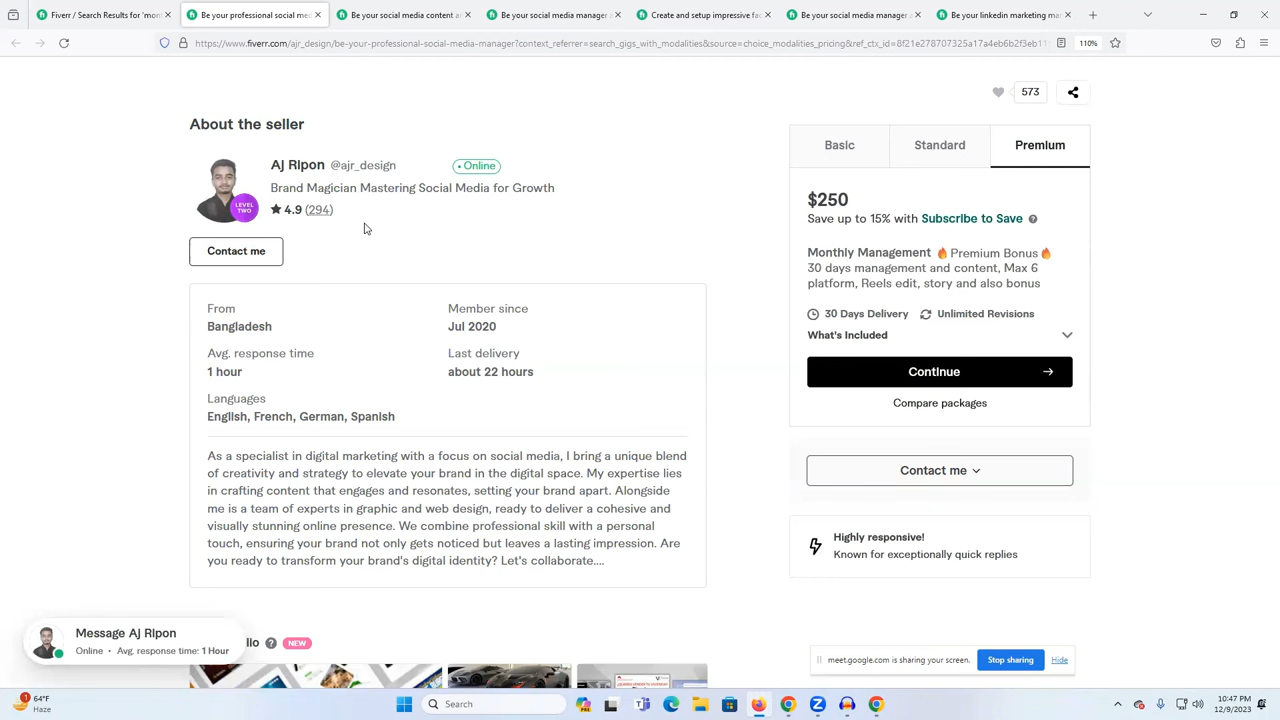 Fiverr / Search Results for 'mo
Be your professional social med
Be your social media content an
Be your social media manager a
Create and setup impressive fac
Be your social media manager a
Be your linkedin marketing man
https://www.fiverr.com/ajr_design/be-your-professional-social-media-manager?context_referrer=search_gigs_with_modalities&source=choice_modalities_pricing&ref_ctx_id=8f21e278707325a17a4eb6b2f3eb11
110%
573
About the seller
LEVEL TWO
AJ Ripon @ajr_design
• Online
Brand Magician Mastering Social Media for Growth
★ 4.9 (294)
Contact me
From
Bangladesh
Member since
Jul 2020
Avg. response time
1 hour
Last delivery
about 22 hours
Languages
English, French, German, Spanish
As a specialist in digital marketing with a focus on social media, I bring a unique blend
of creativity and strategy to elevate your brand in the digital space. My expertise lies
in crafting content that engages and resonates, setting your brand apart. Alongside
me is a team of experts in graphic and web design, ready to deliver a cohesive and
visually stunning online presence. We combine professional skill with a personal
touch, ensuring your brand not only gets noticed but leaves a lasting impression. Are
you ready to transform your brand's digital identity? Let's collaborate....
Basic
Standard
Premium
$250
Save up to 15% with Subscribe to Save
Monthly Management 🔥Premium Bonus🔥
30 days management and content, Max 6
platform, Reels edit, story and also bonus
30 Days Delivery
Unlimited Revisions
What's Included
Continue
Compare packages
Contact me
Highly responsive!
Known for exceptionally quick replies
Message AJ Ripon
Online • Avg. response time: 1 Hour
lio
NEW
meet.google.com is sharing your screen.
Stop sharing
Hide
1
64°F
Haze
Search
10:47 PM
12/9/2023